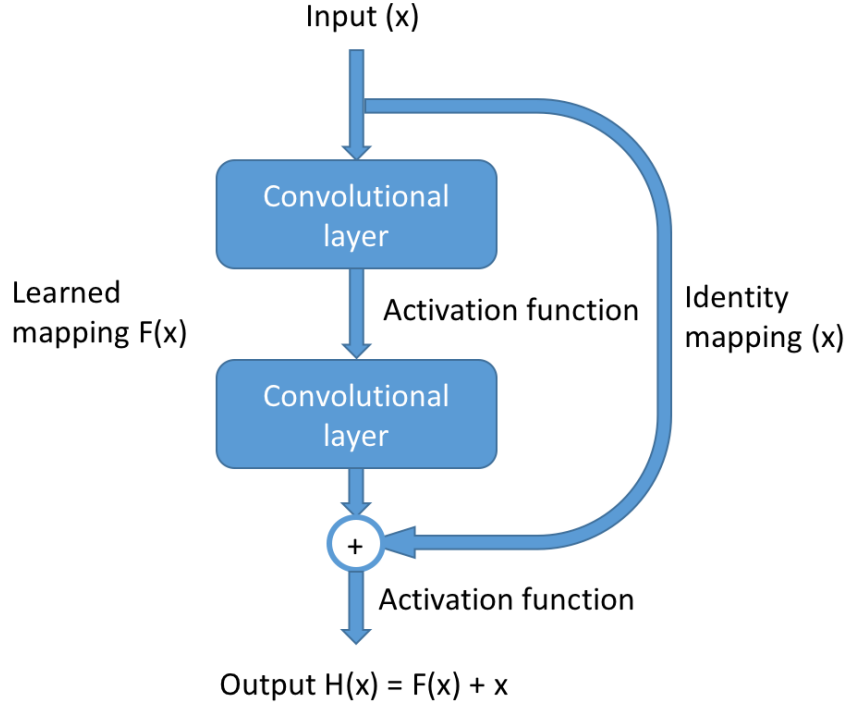 Input (x)
Convolutional
layer
Learned
mapping F(x)
Activation function
Identity
mapping (x)
Convolutional
layer
+
Activation function
Output H(x) = F(x) + x